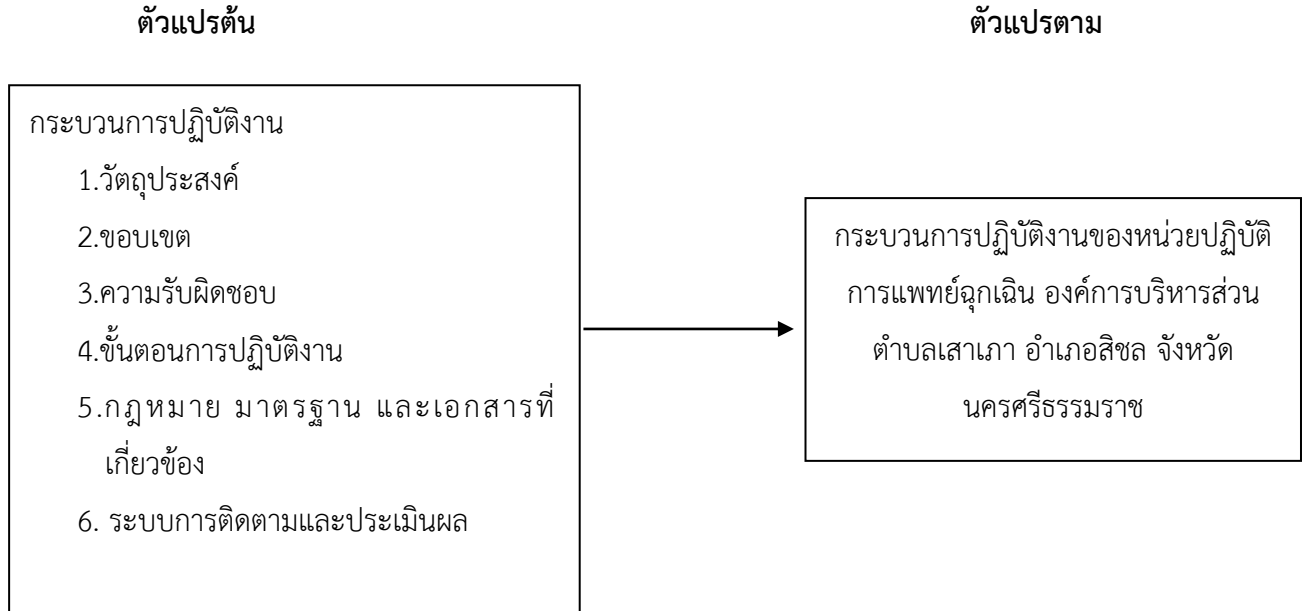 ตัวแปรต้น
ตัวแปรตาม
กระบวนการปฏิบัติงาน
1.วัตถุประสงค์
2.ขอบเขต
3.ความรับผิดชอบ
4.ขั้นตอนการปฏิบัติงาน
5.กฎหมาย มาตรฐาน และเอกสารที่
เกี่ยวข้อง
6. ระบบการติดตามและประเมินผล
กระบวนการปฏิบัติงานของหน่วยปฏิบัติ
การแพทย์ฉุกเฉิน องค์การบริหารส่วน
ตำบลเสาเภา อำเภอสิชล จังหวัด
นครศรีธรรมราช